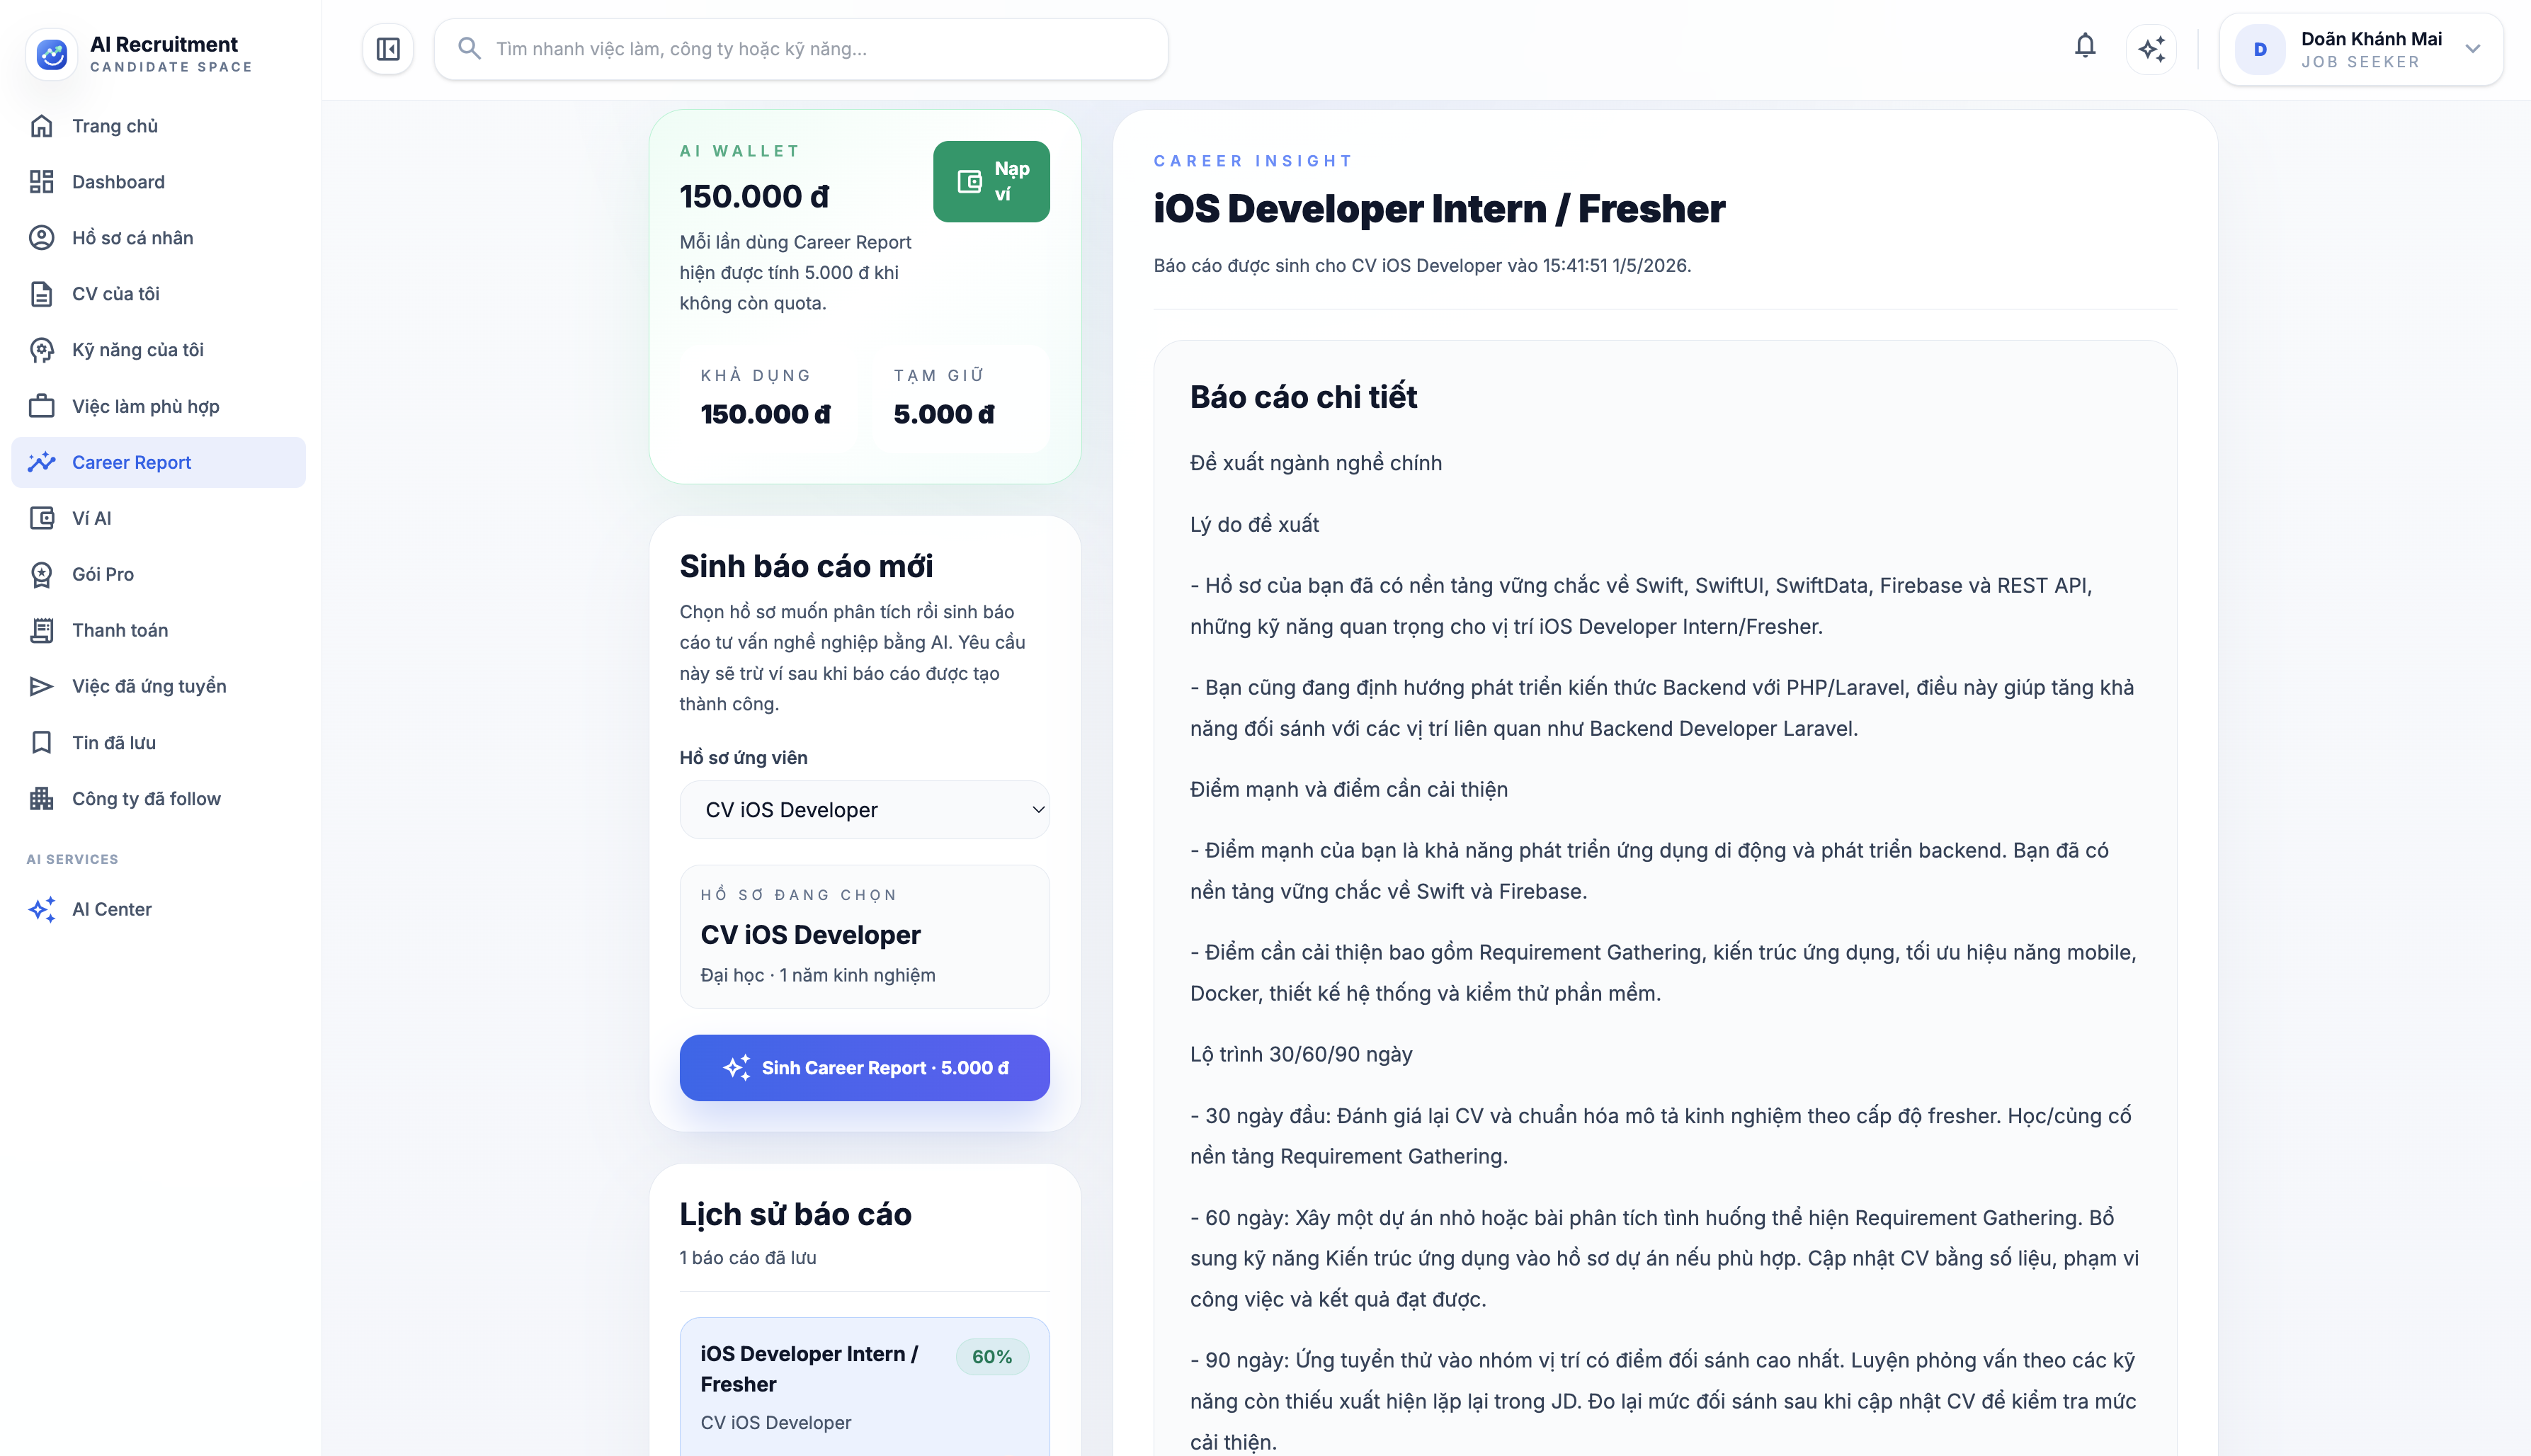 AI Recruitment
CANDIDATE SPACE
Trang chủ
Dashboard
Hồ sơ cá nhân
CV của tôi
Kỹ năng của tôi
Việc làm phù hợp
Career Report
Ví AI
Gói Pro
Thanh toán
Việc đã ứng tuyển
Tin đã lưu
Công ty đã follow
AI SERVICES
AI Center
Tìm nhanh việc làm, công ty hoặc kỹ năng...
D
Doãn Khánh Mai
JOB SEEKER
AI WALLET
150.000 đ
Nạp
ví
Mỗi lần dùng Career Report
hiện được tính 5.000 đ khi
không còn quota.
KHẢ DỤNG
150.000 đ
TẠM GIỮ
5.000 đ
Sinh báo cáo mới
Chọn hồ sơ muốn phân tích rồi sinh báo
cáo tư vấn nghề nghiệp bằng AI. Yêu cầu
này sẽ trừ ví sau khi báo cáo được tạo
thành công.
Hồ sơ ứng viên
CV iOS Developer
HỒ SƠ ĐANG CHỌN
CV iOS Developer
Đại học · 1 năm kinh nghiệm
Sinh Career Report · 5.000 đ
Lịch sử báo cáo
1 báo cáo đã lưu
iOS Developer Intern /
Fresher
60%
CV iOS Developer
CAREER INSIGHT
iOS Developer Intern / Fresher
Báo cáo được sinh cho CV iOS Developer vào 15:41:51 1/5/2026.
Báo cáo chi tiết
Đề xuất ngành nghề chính
Lý do đề xuất
- Hồ sơ của bạn đã có nền tảng vững chắc về Swift, SwiftUI, SwiftData, Firebase và REST API,
những kỹ năng quan trọng cho vị trí iOS Developer Intern/Fresher.
- Bạn cũng đang định hướng phát triển kiến thức Backend với PHP/Laravel, điều này giúp tăng khả
năng đối sánh với các vị trí liên quan như Backend Developer Laravel.
Điểm mạnh và điểm cần cải thiện
- Điểm mạnh của bạn là khả năng phát triển ứng dụng di động và phát triển backend. Bạn đã có
nền tảng vững chắc về Swift và Firebase.
- Điểm cần cải thiện bao gồm Requirement Gathering, kiến trúc ứng dụng, tối ưu hiệu năng mobile,
Docker, thiết kế hệ thống và kiểm thử phần mềm.
Lộ trình 30/60/90 ngày
- 30 ngày đầu: Đánh giá lại CV và chuẩn hóa mô tả kinh nghiệm theo cấp độ fresher. Học/củng cố
nền tảng Requirement Gathering.
- 60 ngày: Xây một dự án nhỏ hoặc bài phân tích tình huống thể hiện Requirement Gathering. Bổ
sung kỹ năng Kiến trúc ứng dụng vào hồ sơ dự án nếu phù hợp. Cập nhật CV bằng số liệu, phạm vi
công việc và kết quả đạt được.
- 90 ngày: Ứng tuyển thử vào nhóm vị trí có điểm đối sánh cao nhất. Luyện phỏng vấn theo các kỹ
năng còn thiếu xuất hiện lặp lại trong JD. Đo lại mức đối sánh sau khi cập nhật CV để kiểm tra mức
cải thiện.